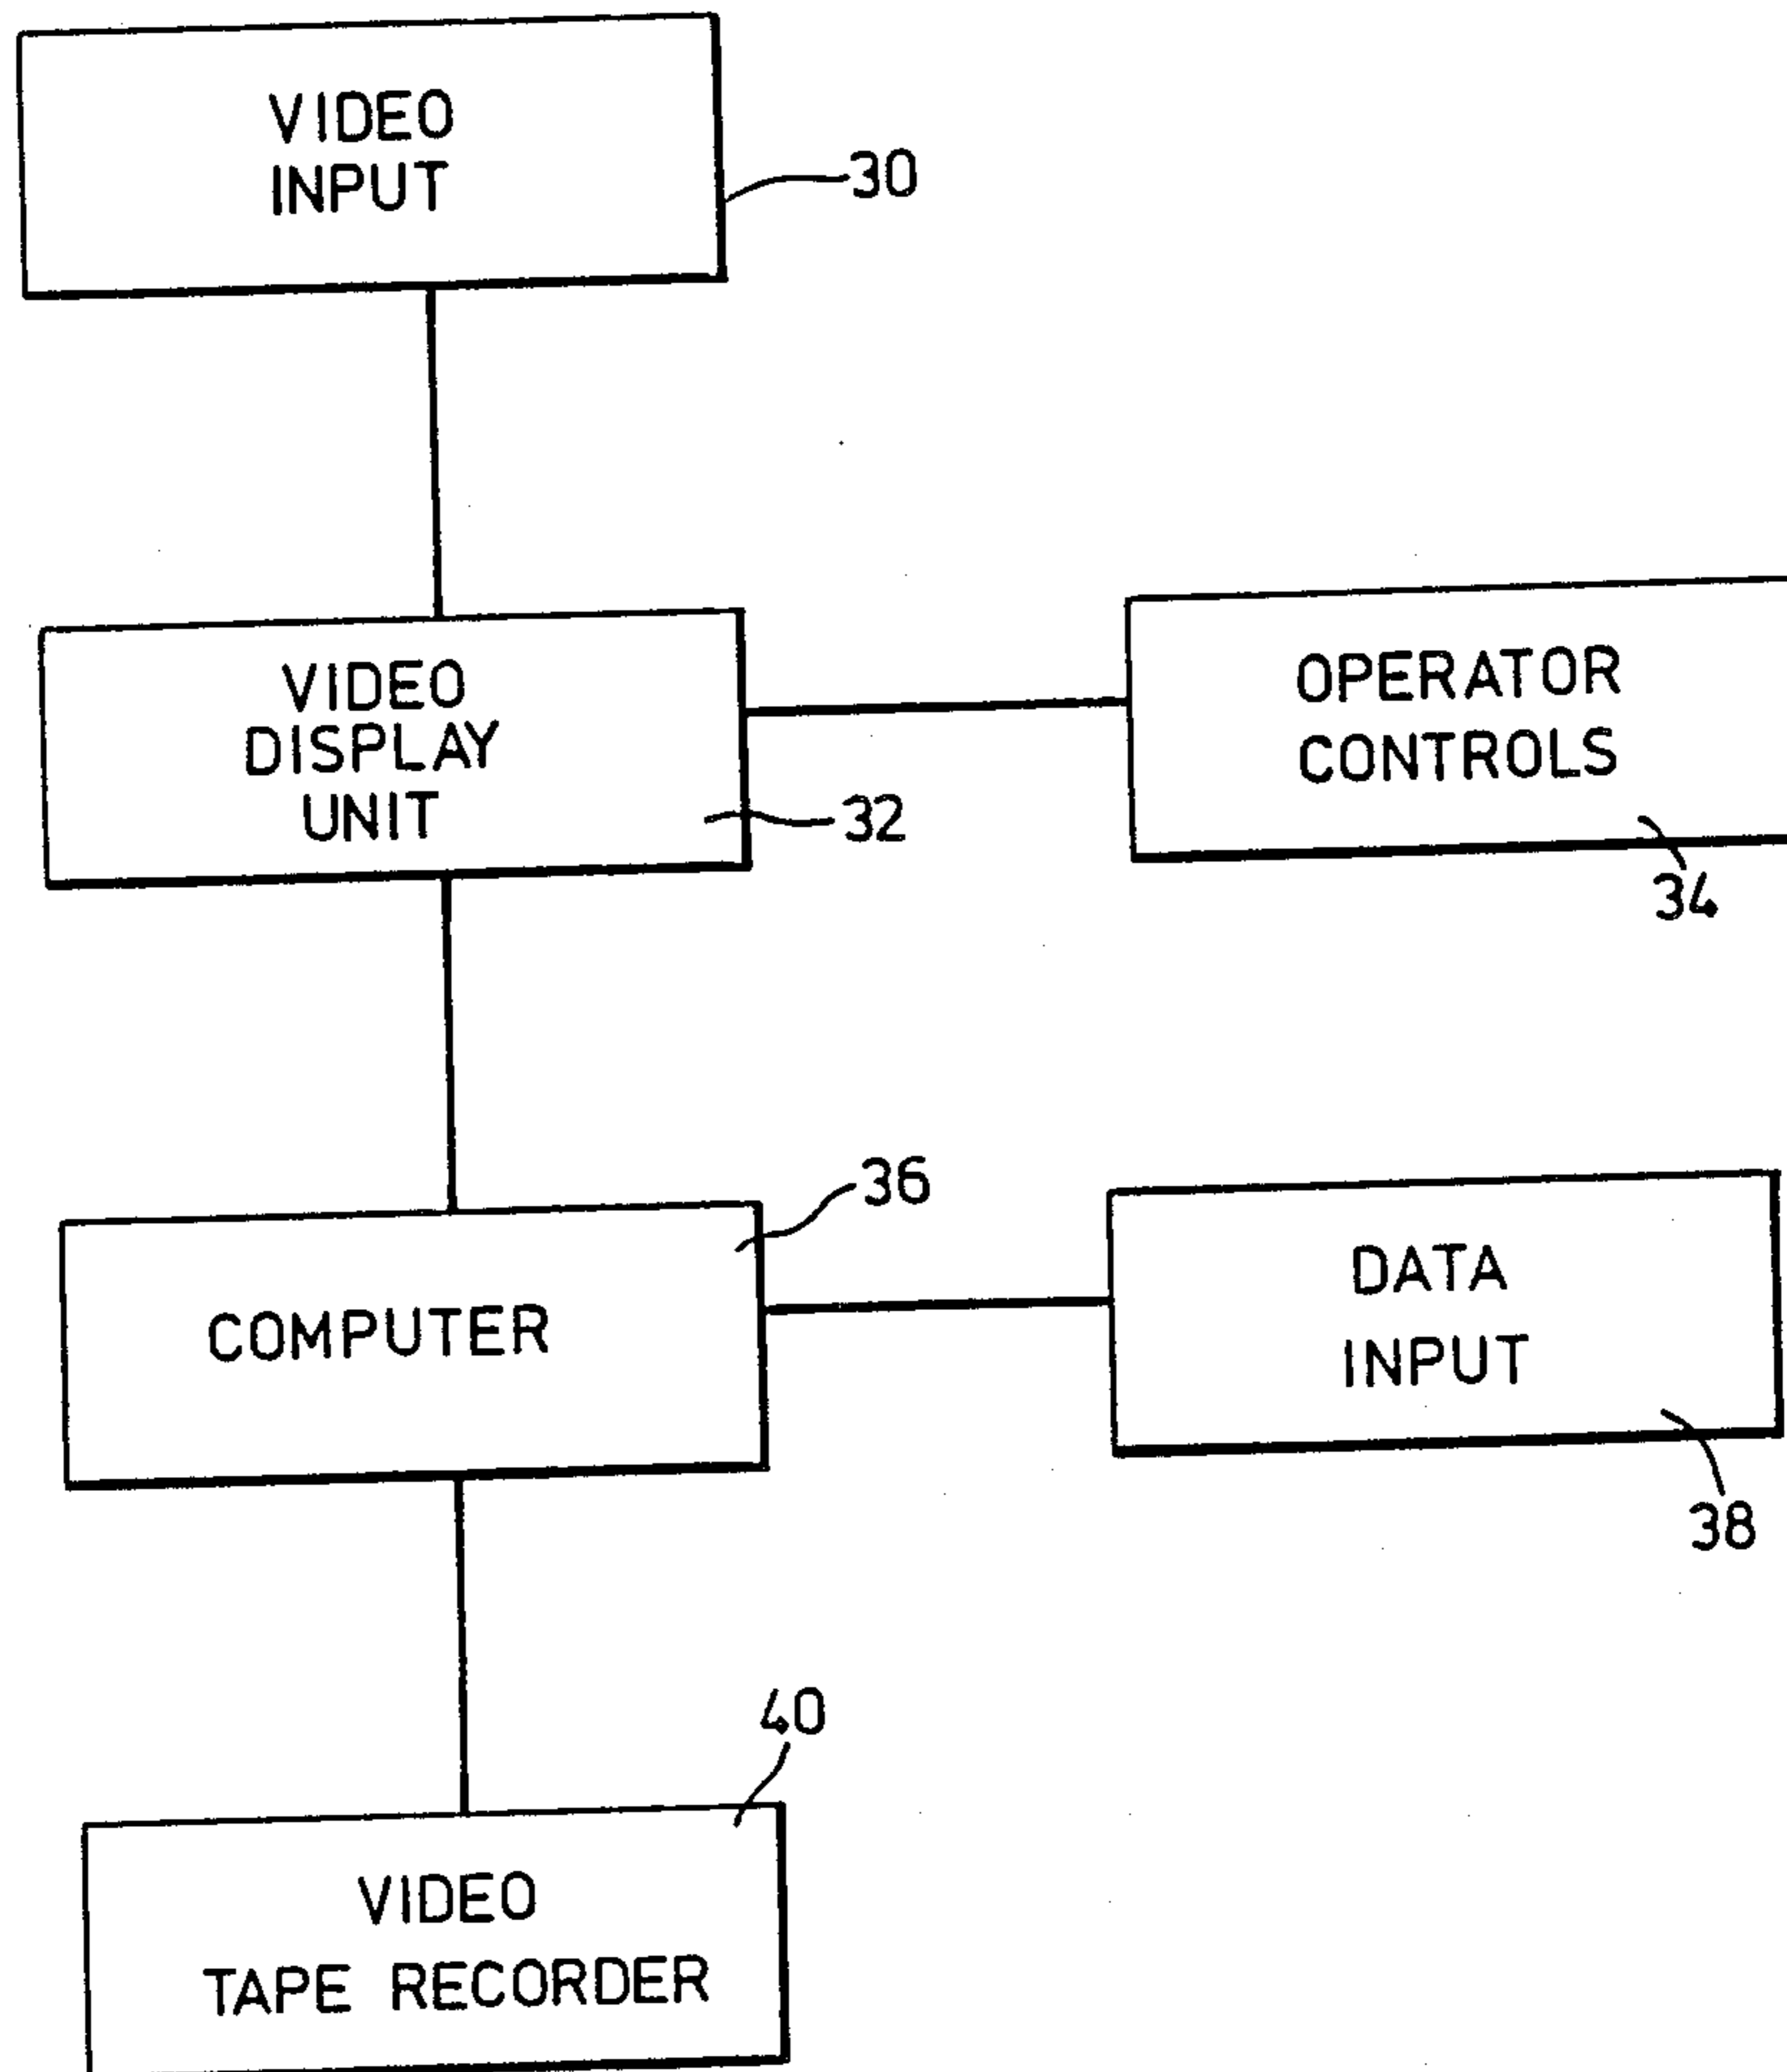 VIDEO
INPUT
30
VIDEO
DISPLAY
UNIT
32
OPERATOR
CONTROLS
34
COMPUTER
36
DATA
INPUT
38
40
VIDEO
TAPE RECORDER